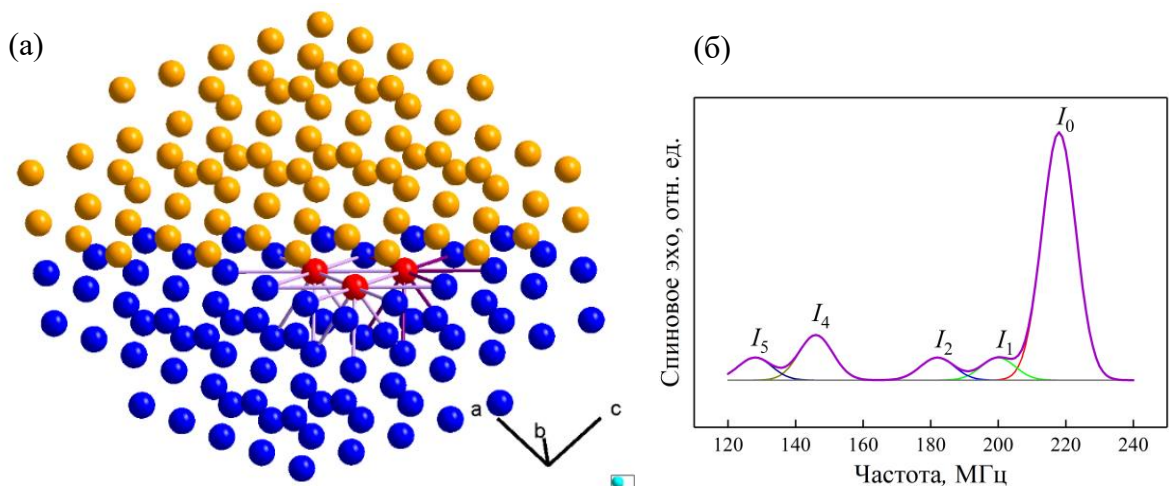 (а)
(б)
a
b
c
Спиновое эхо, отн. ед.
I0
I1
I2
I4
I5
120 140 160 180 200 220 240
Частота, МГц